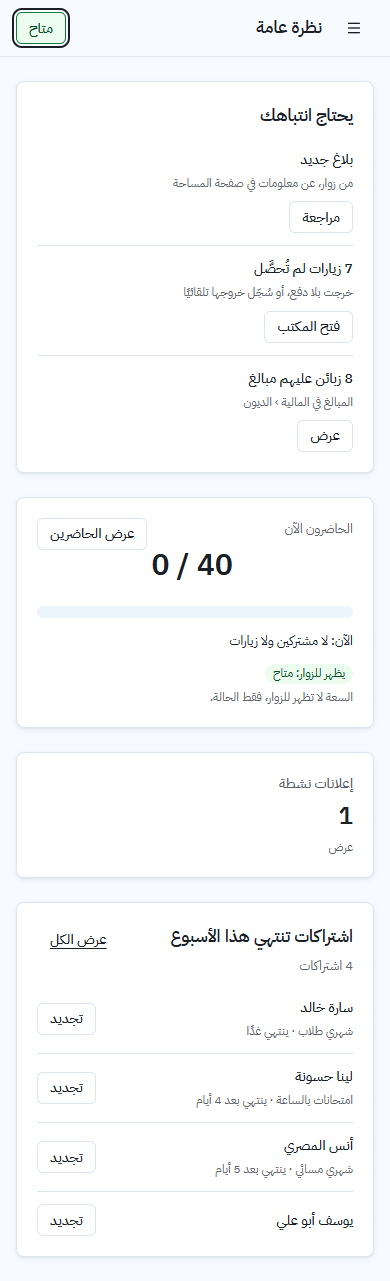 نظرة عامة
متاح
يحتاج انتباهك
بلاغ جديد
من زوار، عن معلومات في صفحة المساحة
مراجعة
7 زيارات لم تُحصَّل
خرجت بلا دفع، أو سُجّل خروجها تلقائيًا
فتح المكتب
8 زبائن عليهم مبالغ
المبالغ في المالية › الديون
عرض
الحاضرون الآن
عرض الحاضرين
0 / 40
الآن: لا مشتركين ولا زيارات
يظهر للزوار: متاح
السعة لا تظهر للزوار، فقط الحالة.
إعلانات نشطة
1
عرض
اشتراكات تنتهي هذا الأسبوع
عرض الكل
4 اشتراكات
سارة خالد
شهري طلاب · ينتهي غدًا
تجديد
لينا حسونة
امتحانات بالساعة · ينتهي بعد 4 أيام
تجديد
أنس المصري
شهري مسائي · ينتهي بعد 5 أيام
تجديد
يوسف أبو علي
تجديد